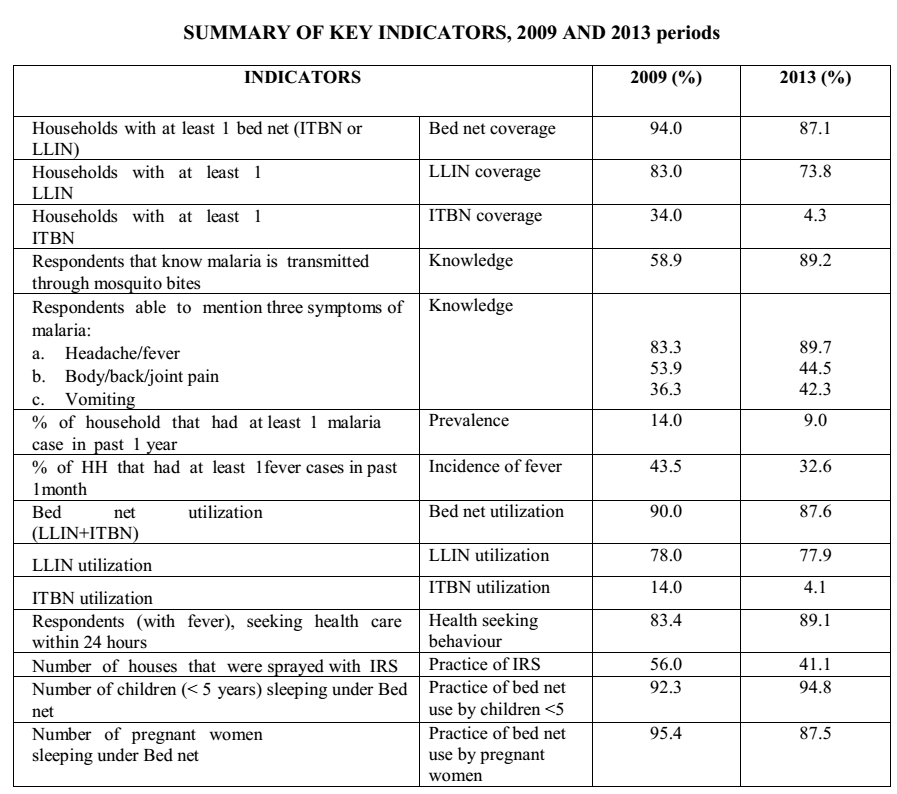 SUMMARY OF KEY INDICATORS, 2009 AND 2013 periods
INDICATORS 2009 (%) 2013 (%)
Households with at least 1 bed net (ITBN or Bed net coverage 94.0 87.1
LLIN)
Households with at least 1 LLIN coverage 83.0 73.8
LLIN
Households with at least 1 ITBN coverage 34.0 4.3
ITBN
Respondents that know malaria is transmitted Knowledge 58.9 89.2
through mosquito bites
Respondents able to mention three symptoms of Knowledge
malaria:
a. Headache/fever 83.3 89.7
b. Body/back/joint pain 53.9 44.5
c. Vomiting 36.3 42.3
% of household that had at least 1 malaria Prevalence 14.0 9.0
case in past 1 year
% of HH that had at least 1fever cases in past Incidence of fever 43.5 32.6
1month
Bed net utilization Bed net utilization 90.0 87.6
(LLIN+ITBN)
LLIN utilization LLIN utilization 78.0 77.9
ITBN utilization ITBN utilization 14.0 4.1
Respondents (with fever), seeking health care Health seeking 83.4 89.1
within 24 hours behaviour
Number of houses that were sprayed with IRS Practice of IRS 56.0 41.1
Number of children (< 5 years) sleeping under Bed Practice of bed net 92.3 94.8
net use by children <5
Number of pregnant women Practice of bed net 95.4 87.5
sleeping under Bed net use by pregnant
women